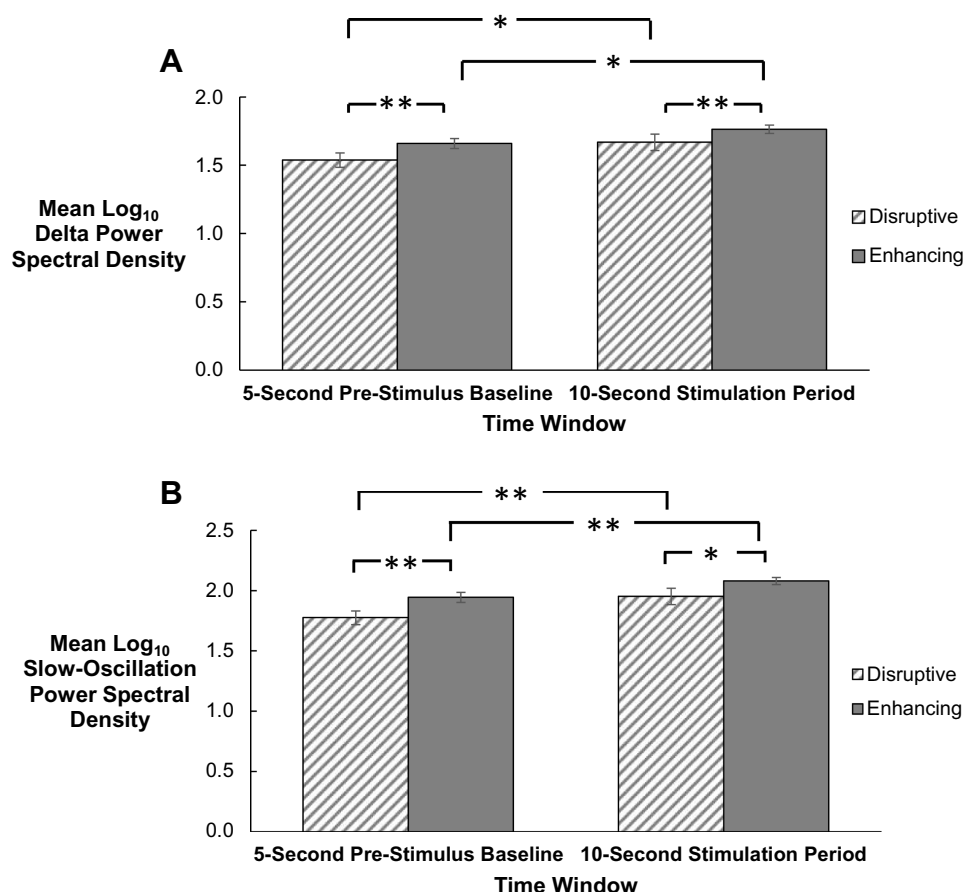 *
A
*
2.0
**
**
1.5
Mean Log₁₀
Delta Power
Spectral Density
1.0
0.5
0.0
Disruptive
Enhancing
5-Second Pre-Stimulus Baseline
10-Second Stimulation Period
Time Window
B
**
**
2.5
**
*
2.0
1.5
Mean Log₁₀
Slow-Oscillation
Power Spectral
Density
1.0
0.5
0.0
Disruptive
Enhancing
5-Second Pre-Stimulus Baseline
10-Second Stimulation Period
Time Window